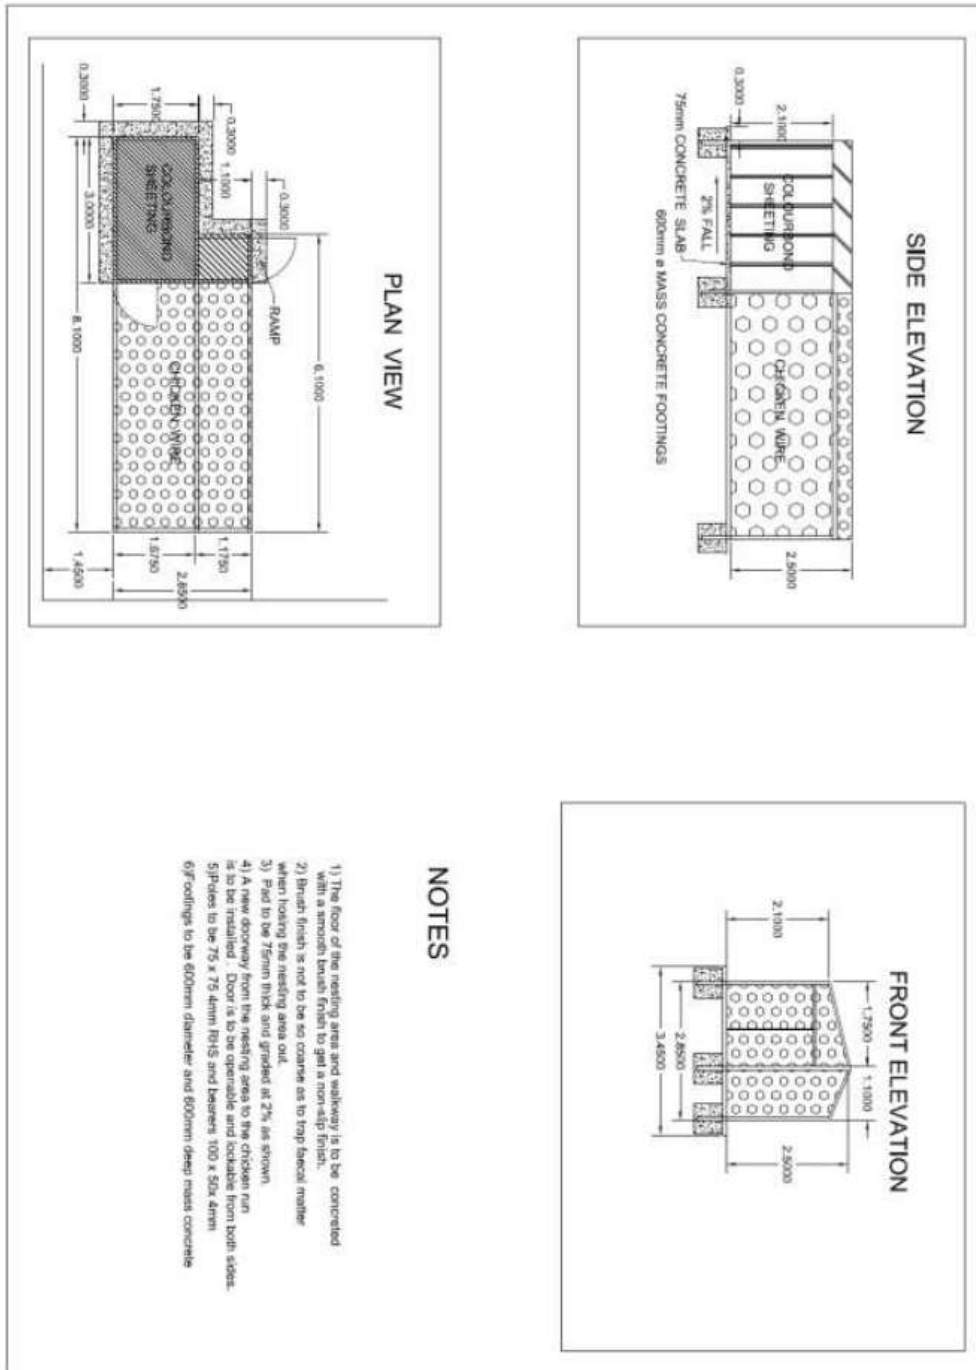 SIDE ELEVATION
2.1000
0.3000
COLOURBOND
SHEETING
2% FALL
75mm CONCRETE SLAB
600mm ø MASS CONCRETE FOOTINGS
CHICKEN WIRE
2.5000
FRONT ELEVATION
1.7500
1.1000
2.1000
2.5000
2.8500
3.4500
PLAN VIEW
0.3000
1.7500
0.3000
1.1000
0.3000
COLOURBOND
SHEETING
3.0000
8.1000
RAMP
6.1000
CHICKEN WIRE
1.1750
1.6750
2.8500
1.4500
NOTES
1) The floor of the nesting area and walkway is to be concreted
with a smooth brush finish to get a non-slip finish.
2) Brush finish is not to be so coarse as to trap faecal matter
when hosing the nesting area out.
3) Pad to be 75mm thick and graded at 2% as shown.
4) A new doorway from the nesting area to the chicken run
is to be installed . Door is to be openable and lockable from both sides.
5)Poles to be 75 x 75 4mm RHS and bearers 100 x 50x 4mm
6)Footings to be 600mm diameter and 600mm deep mass concrete